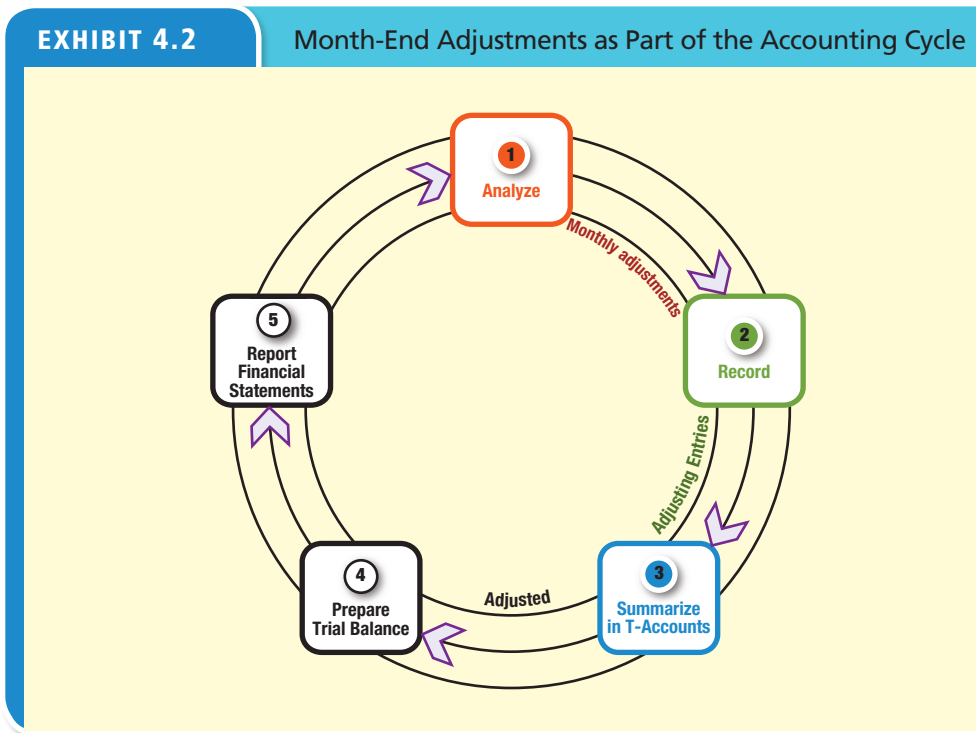 EXHIBIT 4.2
Month-End Adjustments as Part of the Accounting Cycle
1
Analyze
Monthly adjustments
2
Record
Adjusting Entries
3
Summarize
in T-Accounts
Adjusted
4
Prepare
Trial Balance
5
Report
Financial
Statements